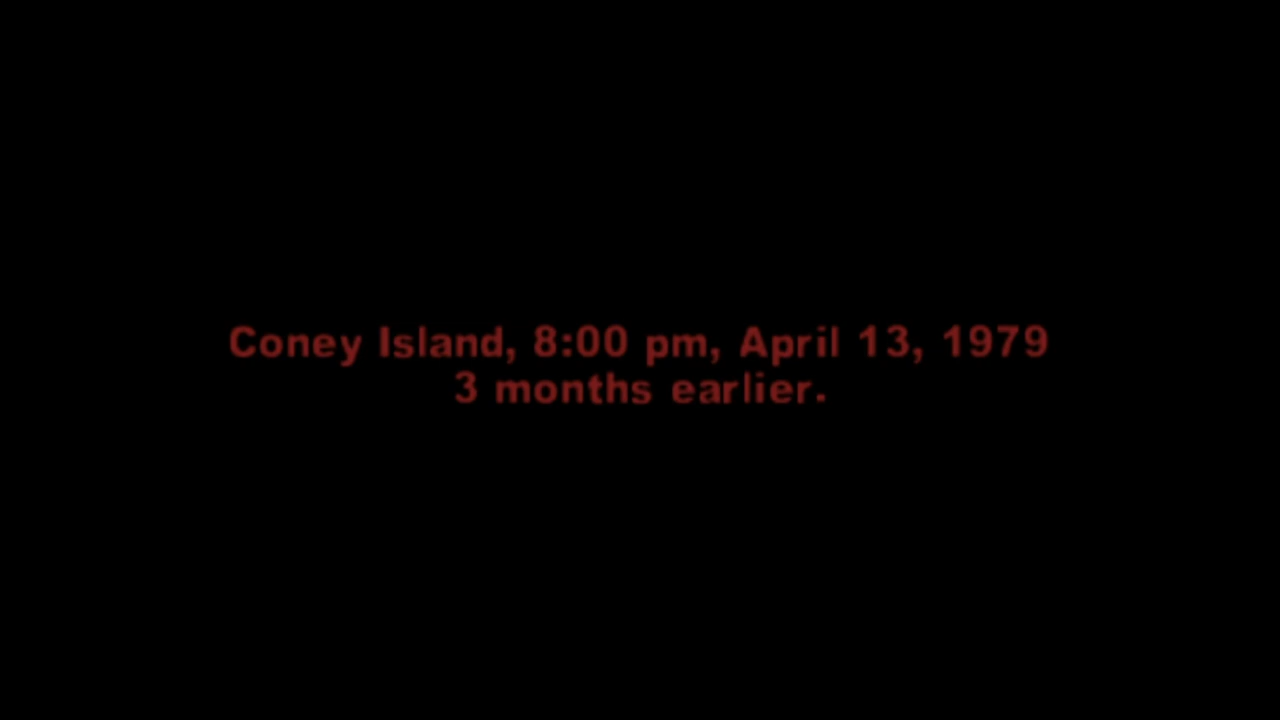 Coney Island, 8:00 pm, April 13, 1979
3 months earlier.